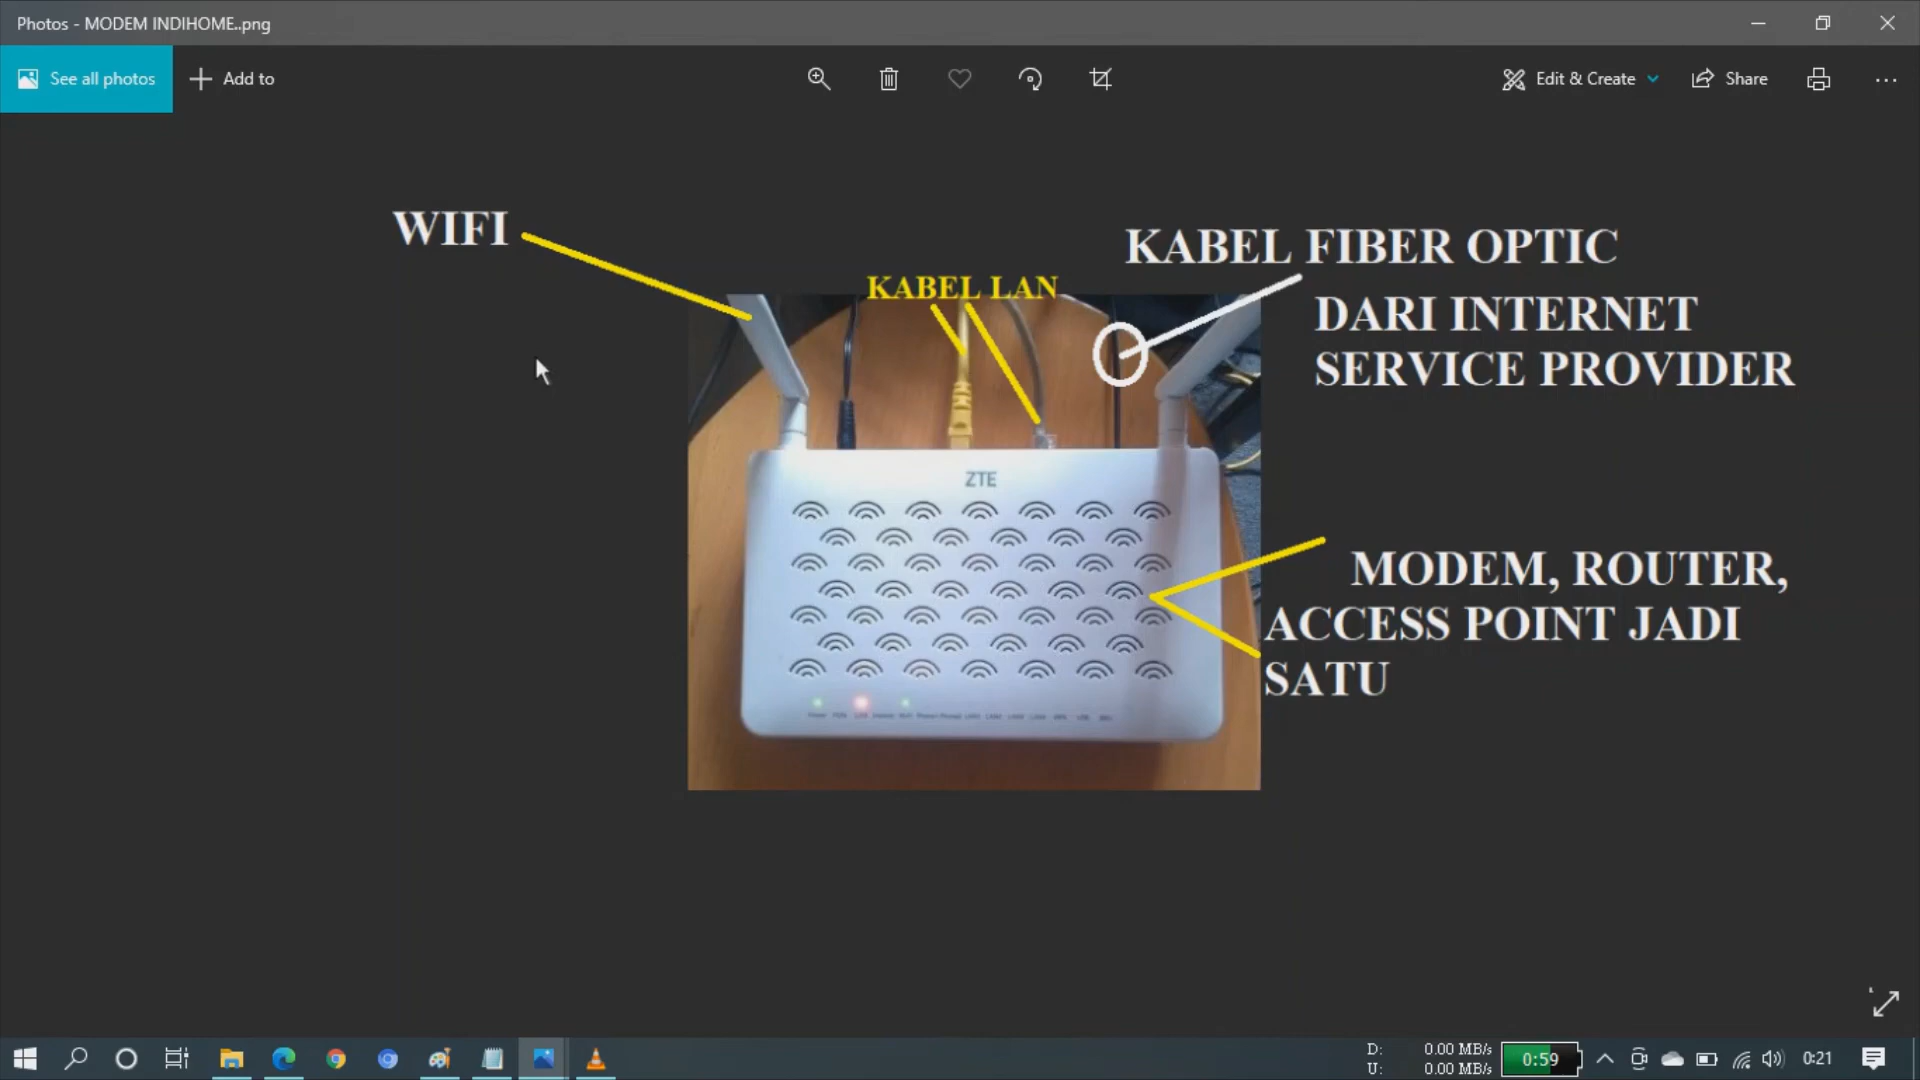 Photos - MODEM INDIHOME..png
See all photos
Add to
Edit & Create
Share
WIFI
KABEL LAN
KABEL FIBER OPTIC
DARI INTERNET
SERVICE PROVIDER
ZTE
MODEM, ROUTER,
ACCESS POINT JADI
SATU
D: 0.00 MB/s
U: 0.00 MB/s
0:59
0:21